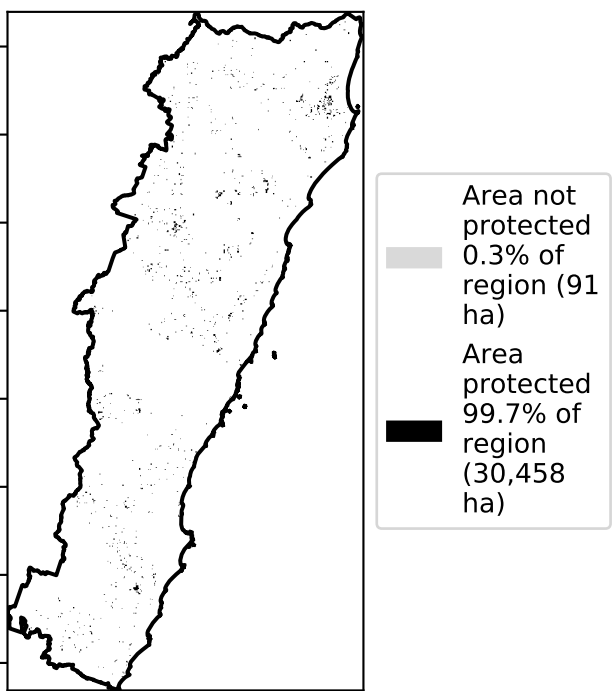 Area not
protected
0.3% of
region (91
ha)
Area
protected
99.7% of
region
(30,458
ha)